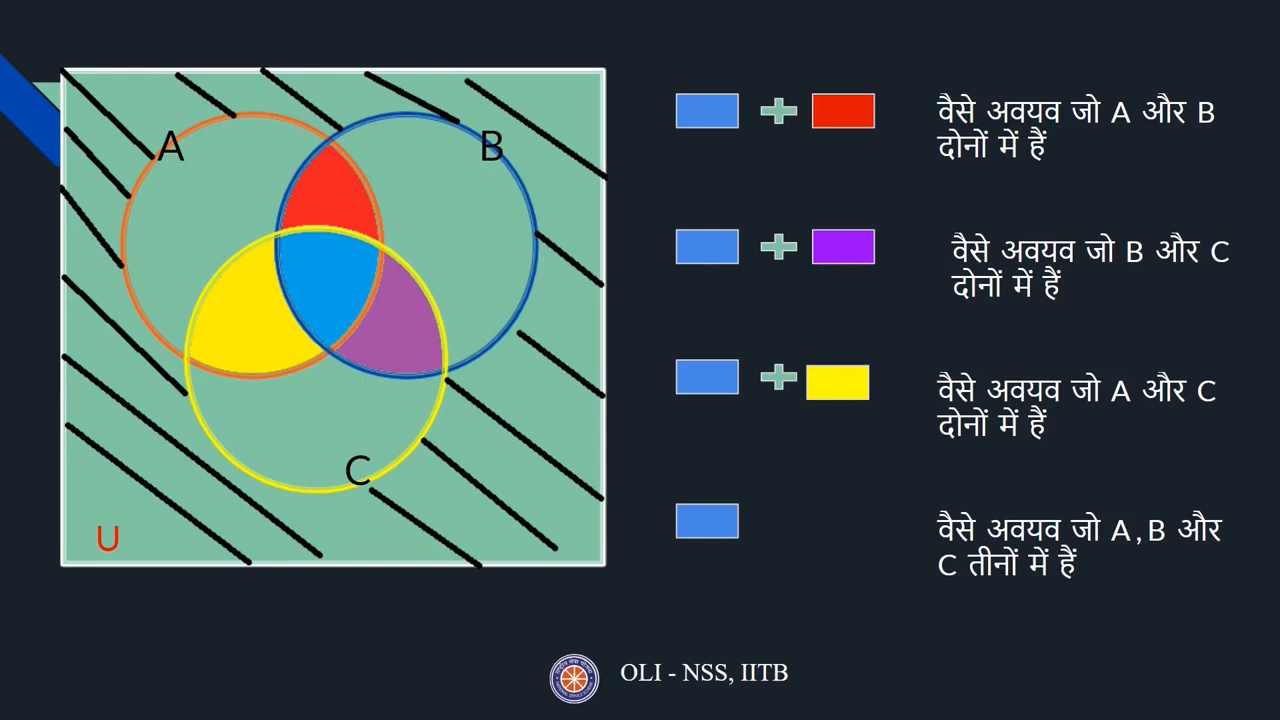 A
B
C
U
वैसे अवयव जो A और B
दोनों में हैं
वैसे अवयव जो B और C
दोनों में हैं
वैसे अवयव जो A और C
दोनों में हैं
वैसे अवयव जो A,B और
C तीनों में हैं
OLI - NSS, IITB